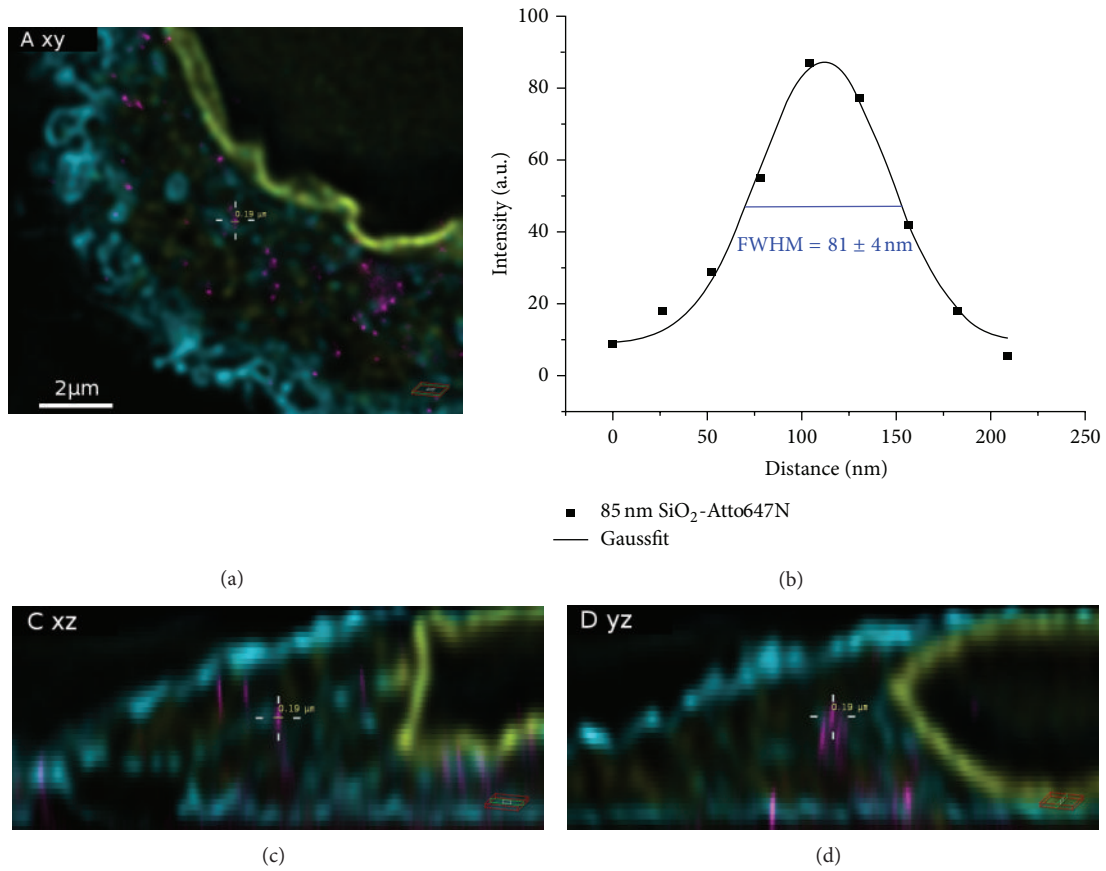 A xy
0.19 μm
2μm
(a)
100
80
60
40
20
0
Intensity (a.u.)
FWHM = 81 ± 4 nm
0
50
100
150
200
250
Distance (nm)
85 nm SiO₂-Atto647N
Gaussfit
(b)
C xz
0.19 μm
(c)
D yz
0.19 μm
(d)